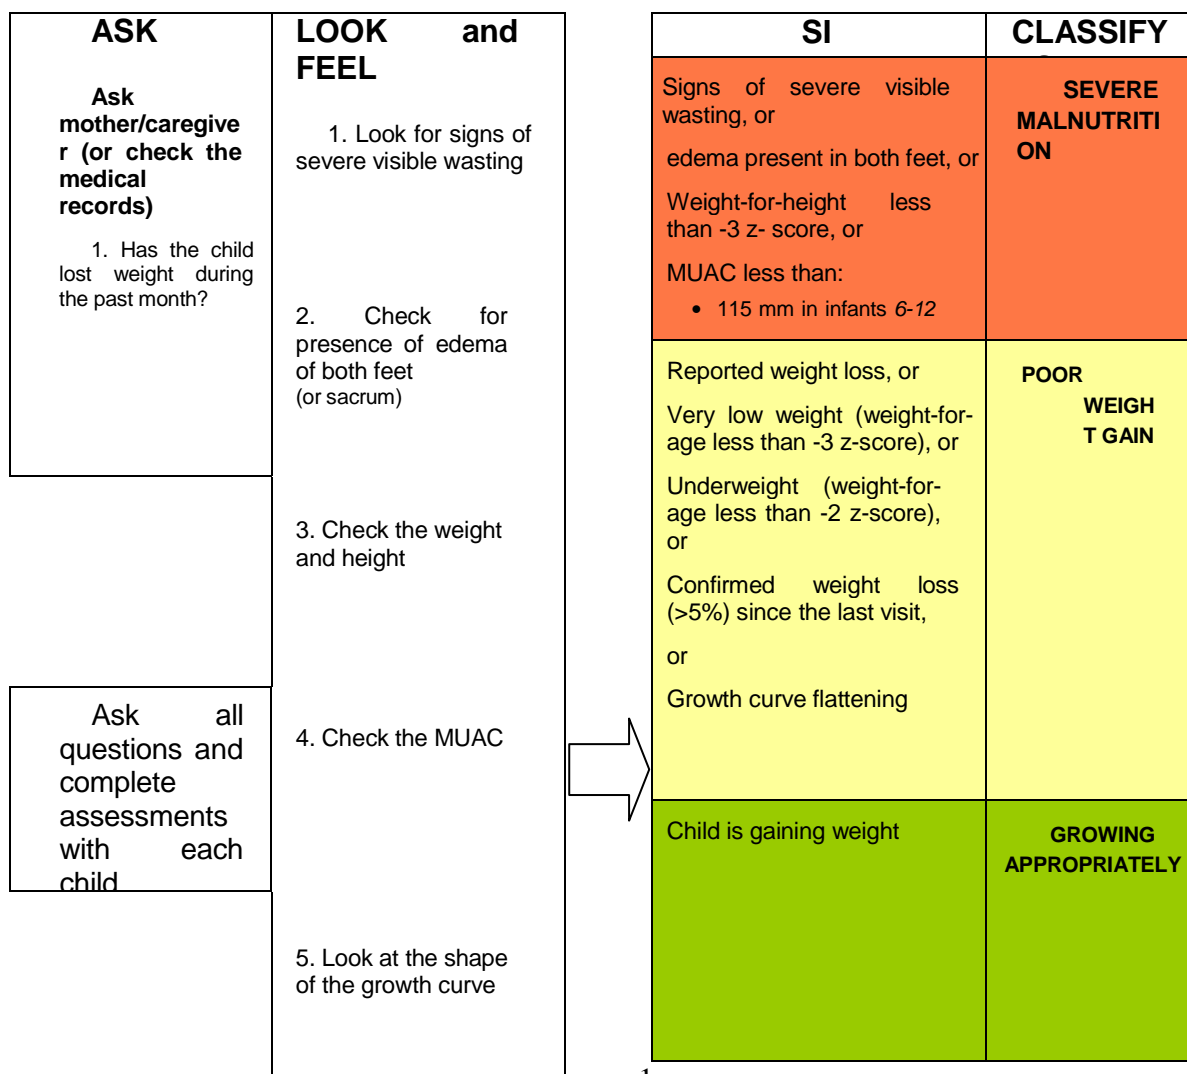 ASK
Ask
mother/caregive
r (or check the
medical
records)
1. Has the child
lost weight during
the past month?
Ask all
questions and
complete
assessments
with each
child
LOOK and
FEEL
1. Look for signs of
severe visible wasting
2. Check for
presence of edema
of both feet
(or sacrum)
3. Check the weight
and height
4. Check the MUAC
5. Look at the shape
of the growth curve
SI
CLASSIFY
Signs of severe visible
wasting, or
edema present in both feet, or
Weight-for-height less
than -3 z- score, or
MUAC less than:
• 115 mm in infants 6-12
SEVERE
MALNUTRITI
ON
Reported weight loss, or
Very low weight (weight-for-
age less than -3 z-score), or
Underweight (weight-for-
age less than -2 z-score),
or
Confirmed weight loss
(>5%) since the last visit,
or
Growth curve flattening
POOR
WEIGH
T GAIN
Child is gaining weight
GROWING
APPROPRIATELY